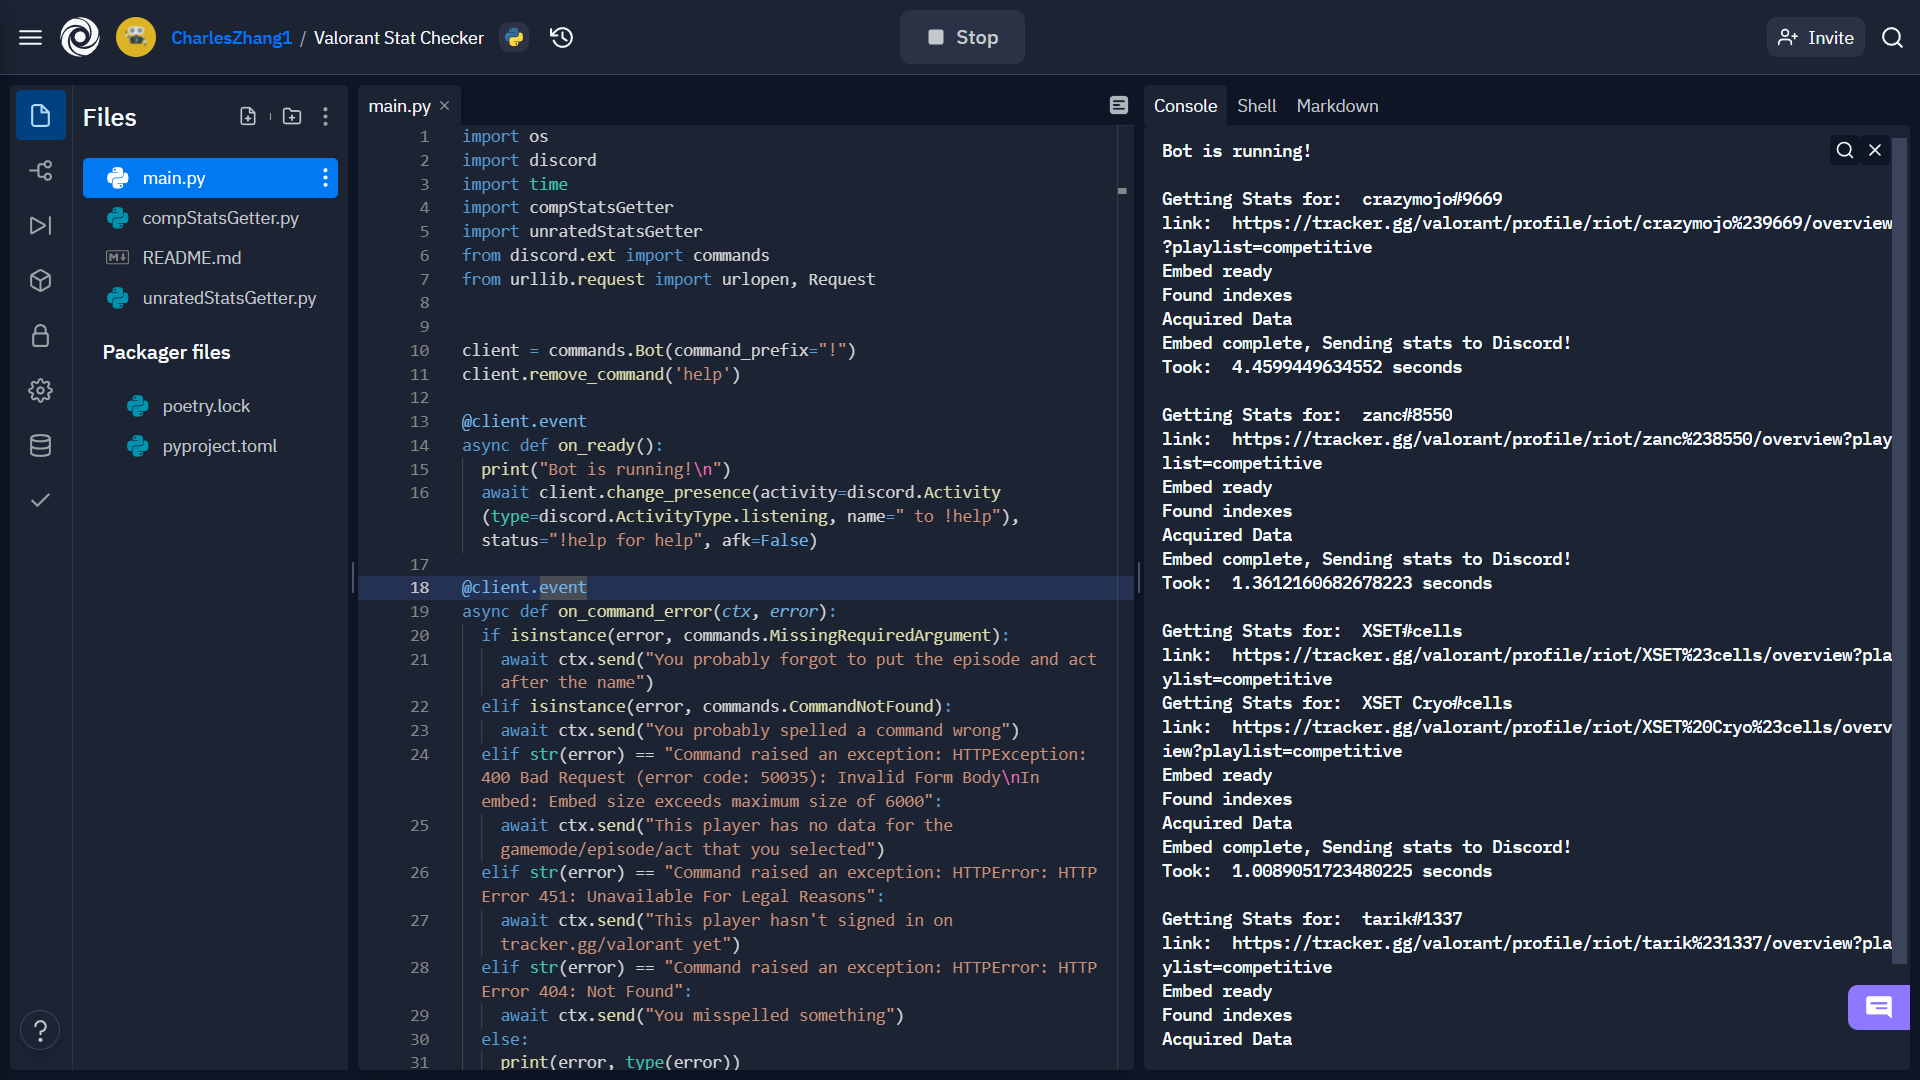 CharlesZhang1 / Valorant Stat Checker
Stop
Invite
Files
main.py
compStatsGetter.py
README.md
unratedStatsGetter.py
Packager files
poetry.lock
pyproject.toml
?
main.py
1 import os
2 import discord
3 import time
4 import compStatsGetter
5 import unratedStatsGetter
6 from discord.ext import commands
7 from urllib.request import urlopen, Request
8
9
10 client = commands.Bot(command_prefix="!")
11 client.remove_command('help')
12
13 @client.event
14 async def on_ready():
15 print("Bot is running!\n")
16 await client.change_presence(activity=discord.Activity
(type=discord.ActivityType.listening, name=" to !help"),
status="!help for help", afk=False)
17
18 @client.event
19 async def on_command_error(ctx, error):
20 if isinstance(error, commands.MissingRequiredArgument):
21 await ctx.send("You probably forgot to put the episode and act
after the name")
22 elif isinstance(error, commands.CommandNotFound):
23 await ctx.send("You probably spelled a command wrong")
24 elif str(error) == "Command raised an exception: HTTPException:
400 Bad Request (error code: 50035): Invalid Form Body\nIn
embed: Embed size exceeds maximum size of 6000":
25 await ctx.send("This player has no data for the
gamemode/episode/act that you selected")
26 elif str(error) == "Command raised an exception: HTTPError: HTTP
Error 451: Unavailable For Legal Reasons":
27 await ctx.send("This player hasn't signed in on
tracker.gg/valorant yet")
28 elif str(error) == "Command raised an exception: HTTPError: HTTP
Error 404: Not Found":
29 await ctx.send("You misspelled something")
30 else:
31 print(error, type(error))
Console Shell Markdown
Bot is running!
Getting Stats for:  crazymojo#9669
link:  https://tracker.gg/valorant/profile/riot/crazymojo%239669/overview
?playlist=competitive
Embed ready
Found indexes
Acquired Data
Embed complete, Sending stats to Discord!
Took:  4.4599449634552 seconds
Getting Stats for:  zanc#8550
link:  https://tracker.gg/valorant/profile/riot/zanc%238550/overview?play
list=competitive
Embed ready
Found indexes
Acquired Data
Embed complete, Sending stats to Discord!
Took:  1.3612160682678223 seconds
Getting Stats for:  XSET#cells
link:  https://tracker.gg/valorant/profile/riot/XSET%23cells/overview?pla
ylist=competitive
Getting Stats for:  XSET Cryo#cells
link:  https://tracker.gg/valorant/profile/riot/XSET%20Cryo%23cells/overv
iew?playlist=competitive
Embed ready
Found indexes
Acquired Data
Embed complete, Sending stats to Discord!
Took:  1.0089051723480225 seconds
Getting Stats for:  tarik#1337
link:  https://tracker.gg/valorant/profile/riot/tarik%231337/overview?pla
ylist=competitive
Embed ready
Found indexes
Acquired Data